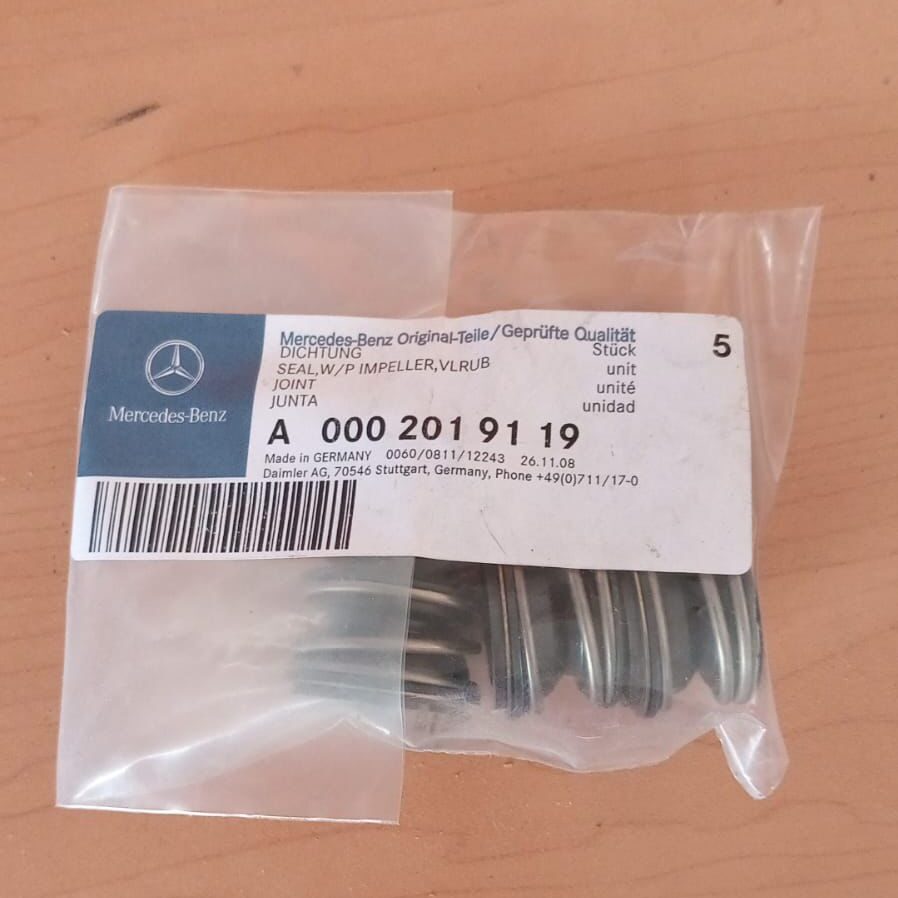 Mercedes-Benz
Mercedes-Benz Original-Teile/Geprüfte Qualität
DICHTUNG Stück 5
SEAL,W/P IMPELLER,VLRUB unit
JOINT unité
JUNTA unidad
A 000 201 91 19
Made in GERMANY 0060/0811/12243 26.11.08
Daimler AG, 70546 Stuttgart, Germany, Phone +49(0)711/17-0